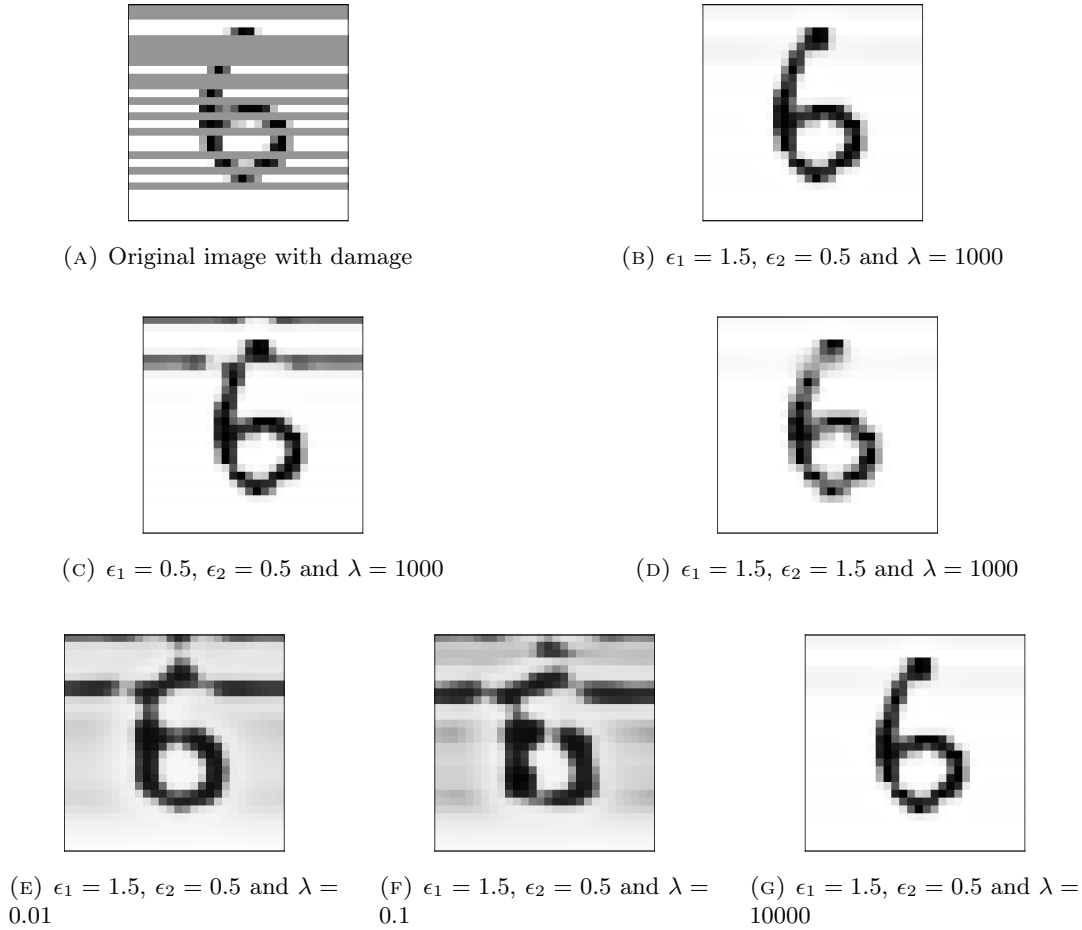 (A) Original image with damage
(B) ϵ₁ = 1.5, ϵ₂ = 0.5 and λ = 1000
(C) ϵ₁ = 0.5, ϵ₂ = 0.5 and λ = 1000
(D) ϵ₁ = 1.5, ϵ₂ = 1.5 and λ = 1000
(E) ϵ₁ = 1.5, ϵ₂ = 0.5 and λ =
0.01
(F) ϵ₁ = 1.5, ϵ₂ = 0.5 and λ =
0.1
(G) ϵ₁ = 1.5, ϵ₂ = 0.5 and λ =
10000